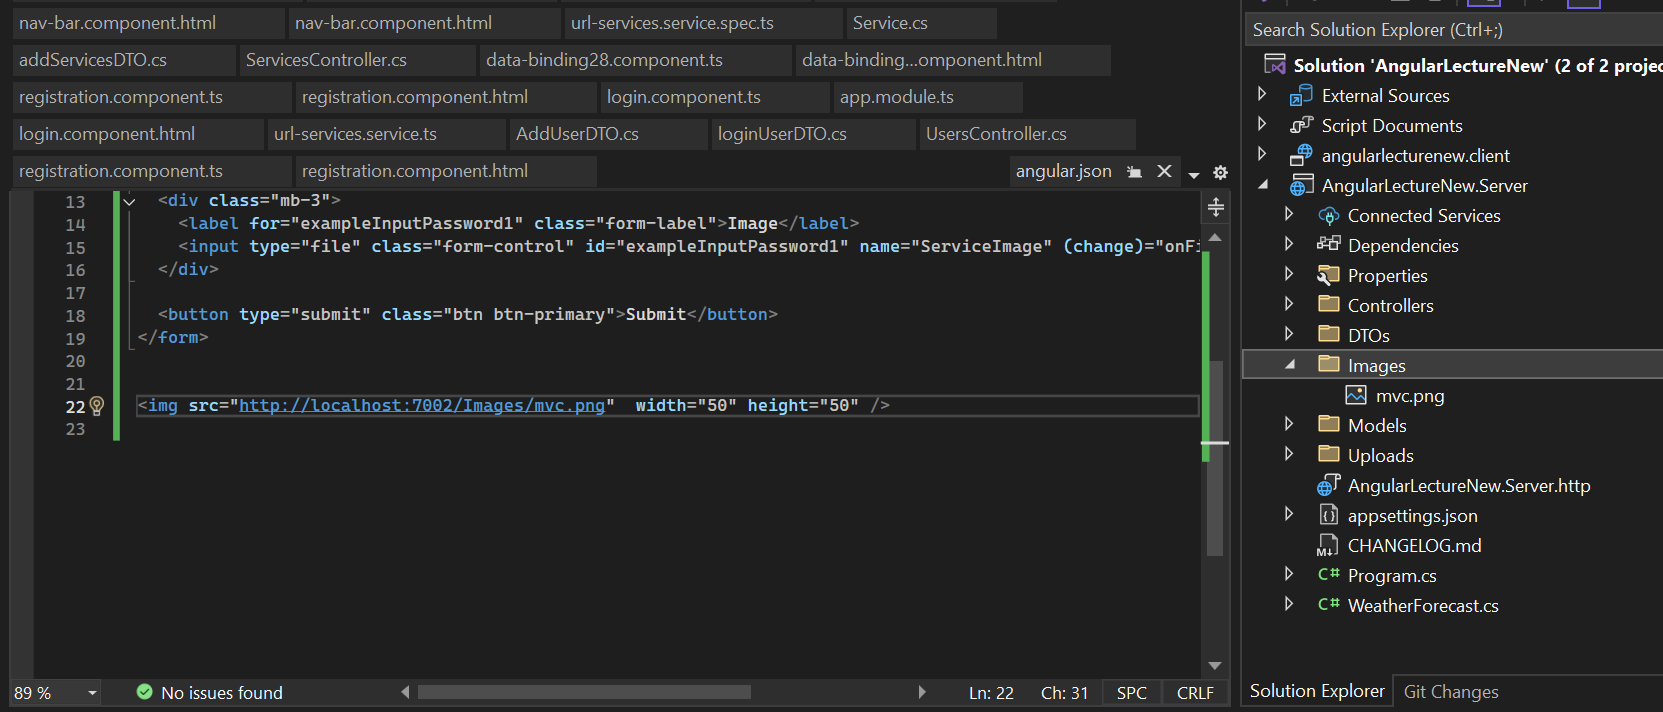 nav-bar.component.html nav-bar.component.html url-services.service.spec.ts Service.cs
addServicesDTO.cs ServicesController.cs data-binding28.component.ts data-binding...omponent.html
registration.component.ts registration.component.html login.component.ts app.module.ts
login.component.html url-services.service.ts AddUserDTO.cs loginUserDTO.cs UsersController.cs
registration.component.ts registration.component.html angular.json
13 <div class="mb-3">
14 <label for="exampleInputPassword1" class="form-label">Image</label>
15 <input type="file" class="form-control" id="exampleInputPassword1" name="ServiceImage" (change)="onFi
16 </div>
17
18 <button type="submit" class="btn btn-primary">Submit</button>
19 </form>
20
21
22 <img src="http://localhost:7002/Images/mvc.png"  width="50" height="50" />
23
89 % No issues found Ln: 22 Ch: 31 SPC CRLF
Search Solution Explorer (Ctrl+;)
Solution 'AngularLectureNew' (2 of 2 projec
External Sources
Script Documents
angularlecturenew.client
AngularLectureNew.Server
Connected Services
Dependencies
Properties
Controllers
DTOs
Images
mvc.png
Models
Uploads
AngularLectureNew.Server.http
appsettings.json
CHANGELOG.md
C# Program.cs
C# WeatherForecast.cs
Solution Explorer Git Changes